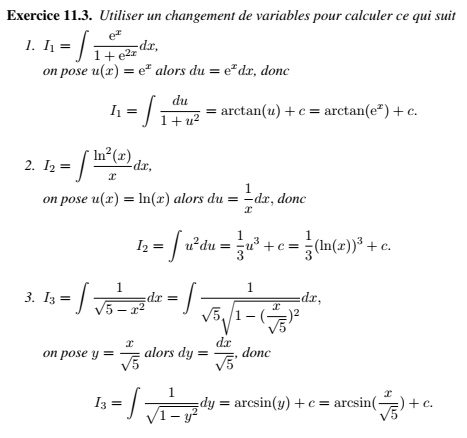 Exercice 11.3. Utiliser un changement de variables pour calculer ce qui suit
1. I₁ = ∫ eˣ / (1 + e²ˣ) dx,
on pose u(x) = eˣ alors du = eˣdx, donc
I₁ = ∫ du / (1 + u²) = arctan(u) + c = arctan(eˣ) + c.
2. I₂ = ∫ ln²(x) / x dx,
on pose u(x) = ln(x) alors du = 1/x dx, donc
I₂ = ∫ u²du = 1/3 u³ + c = 1/3 (ln(x))³ + c.
3. I₃ = ∫ 1 / √(5 − x²) dx = ∫ 1 / (√5 √(1 − (x/√5)²)) dx,
on pose y = x/√5 alors dy = dx/√5, donc
I₃ = ∫ 1 / √(1 − y²) dy = arcsin(y) + c = arcsin(x/√5) + c.